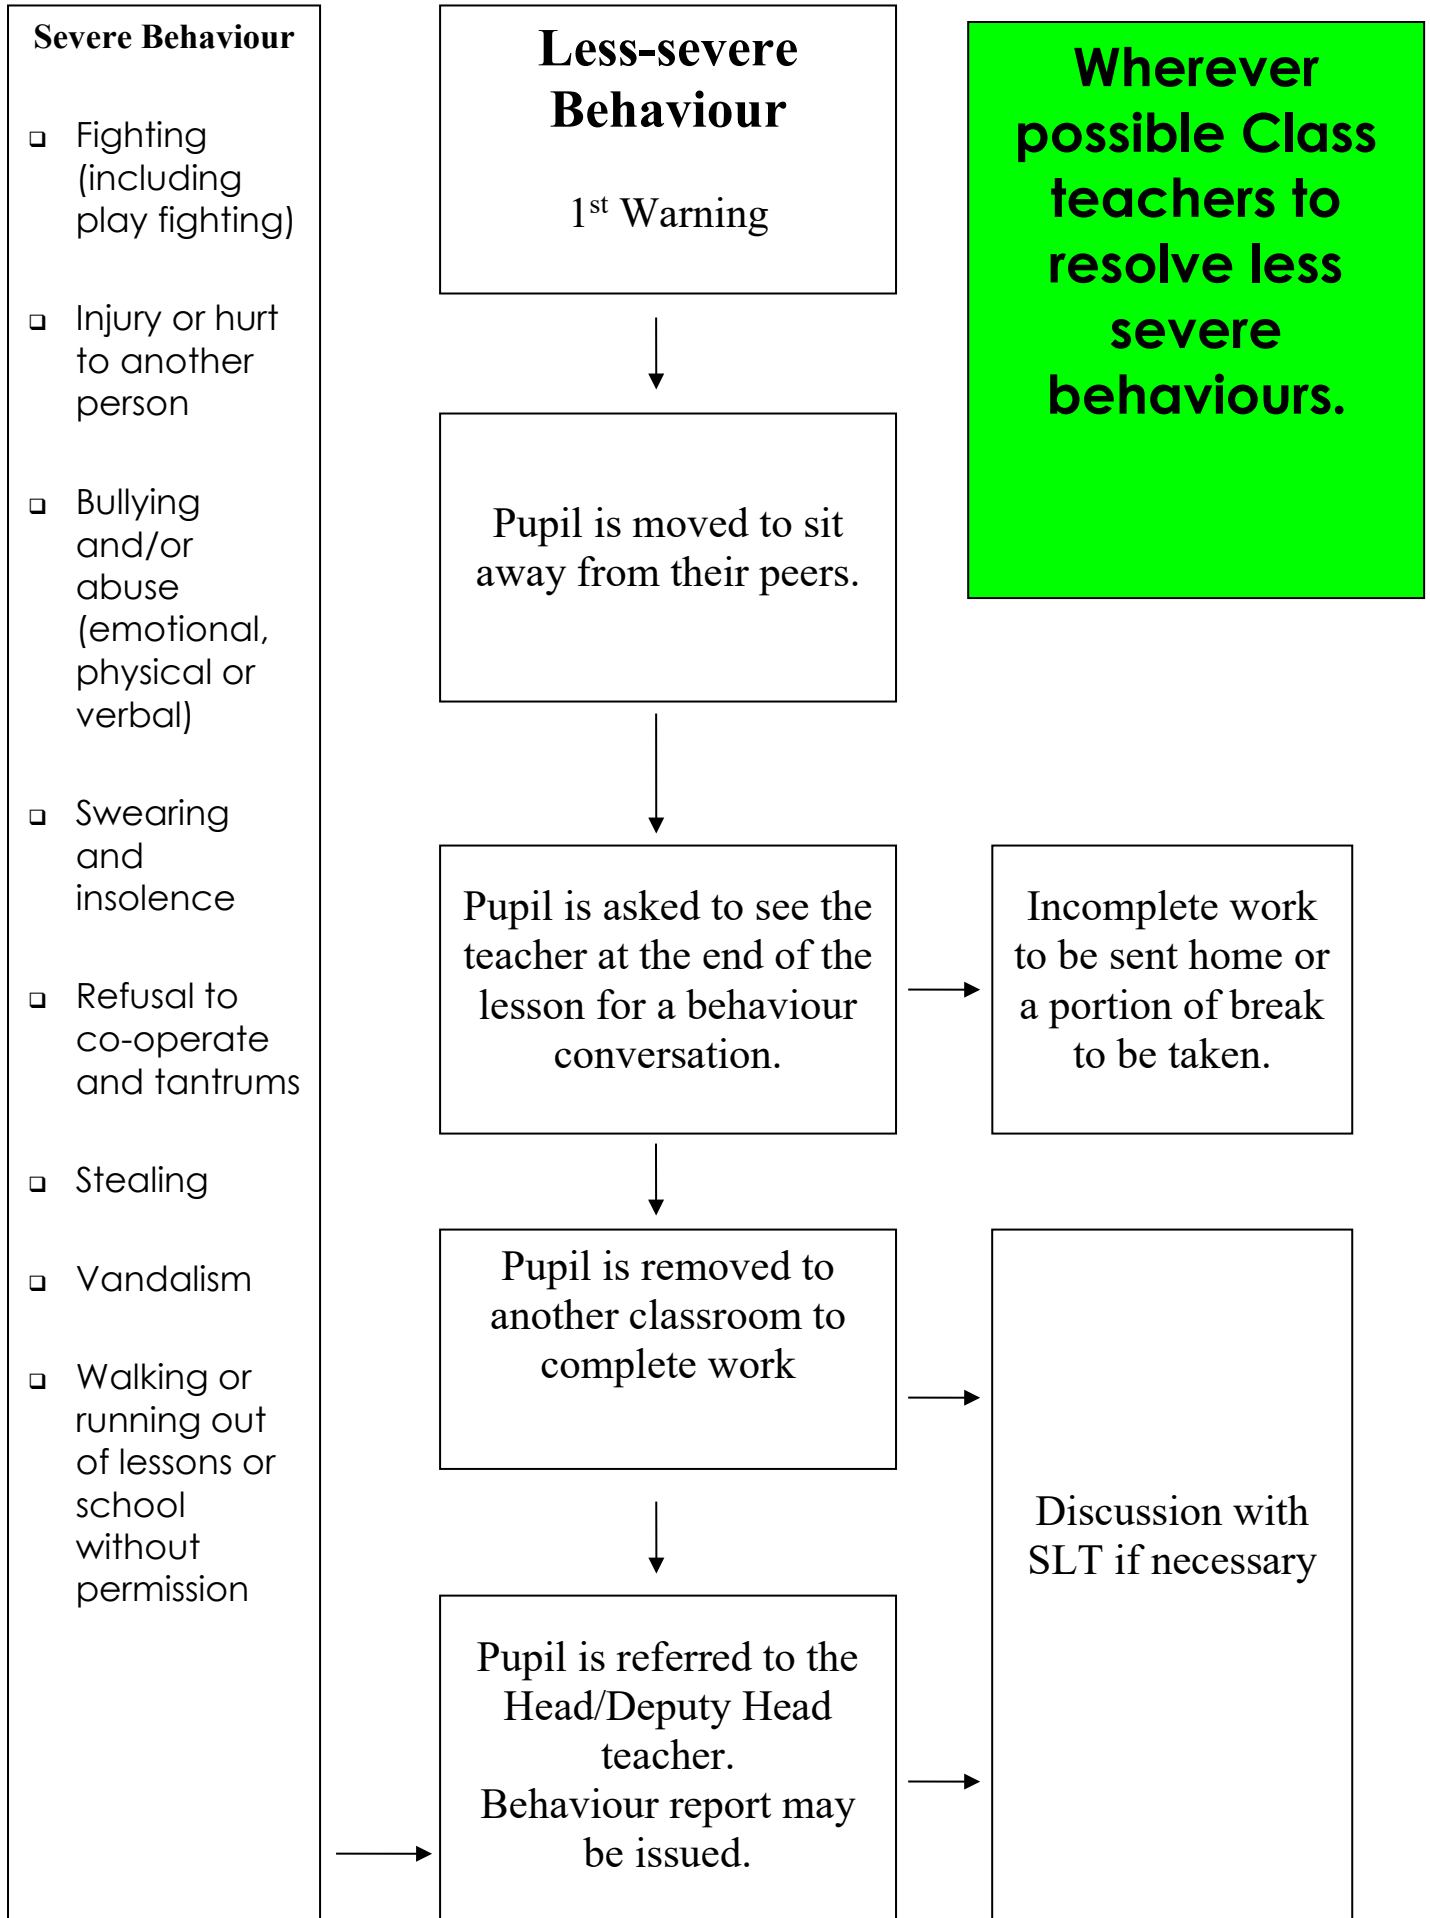 Severe Behaviour
❑ Fighting
(including
play fighting)
❑ Injury or hurt
to another
person
❑ Bullying
and/or
abuse
(emotional,
physical or
verbal)
❑ Swearing
and
insolence
❑ Refusal to
co-operate
and tantrums
❑ Stealing
❑ Vandalism
❑ Walking or
running out
of lessons or
school
without
permission
Less-severe
Behaviour
1st Warning
Pupil is moved to sit
away from their peers.
Pupil is asked to see the
teacher at the end of the
lesson for a behaviour
conversation.
Pupil is removed to
another classroom to
complete work
Pupil is referred to the
Head/Deputy Head
teacher.
Behaviour report may
be issued.
Wherever
possible Class
teachers to
resolve less
severe
behaviours.
Incomplete work
to be sent home or
a portion of break
to be taken.
Discussion with
SLT if necessary